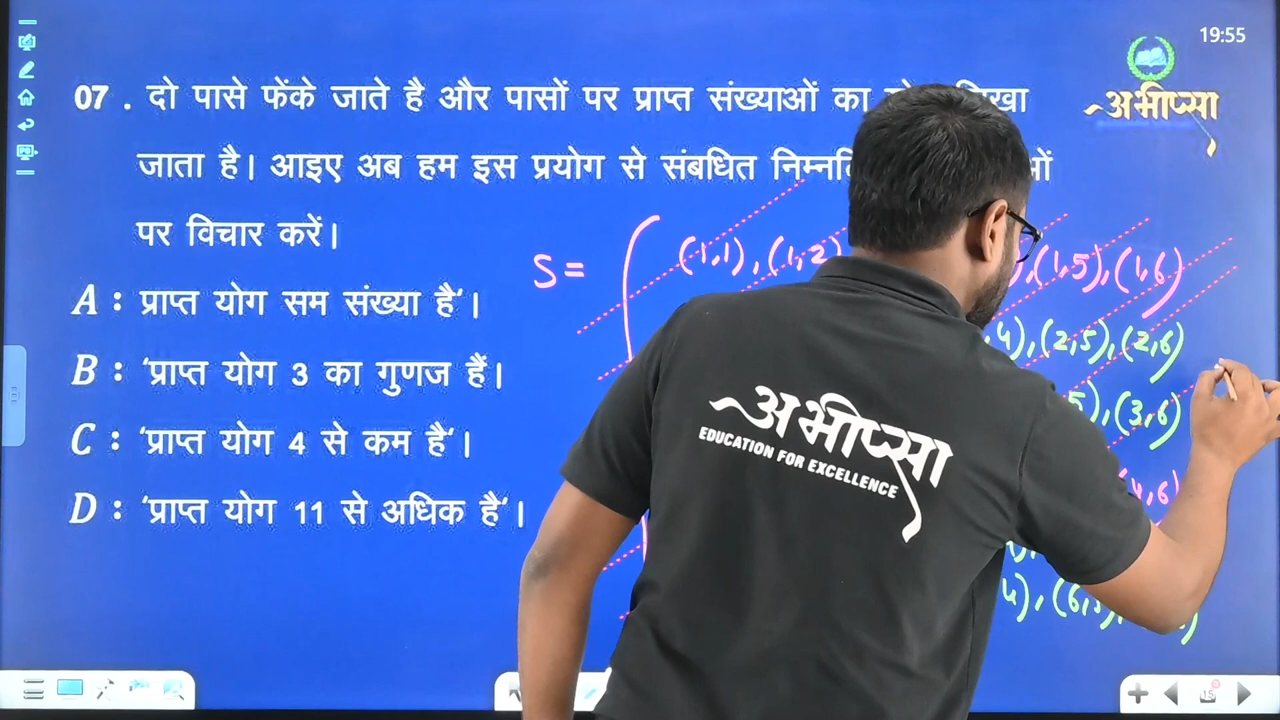 19:55
अभीप्सा
07 . दो पासे फेंके जाते है और पासों पर प्राप्त संख्याओं का
जाता है। आइए अब हम इस प्रयोग से संबधित
पर विचार करें।
S = (1,1), (1,2) ,(1,5),(1,6)
A : प्राप्त योग सम संख्या है'।
,(2,5),(2,6)
B : 'प्राप्त योग 3 का गुणज हैं।
,(3,6)
C : 'प्राप्त योग 4 से कम है'।
D : 'प्राप्त योग 11 से अधिक है'।
अभीप्सा
EDUCATION FOR EXCELLENCE
15